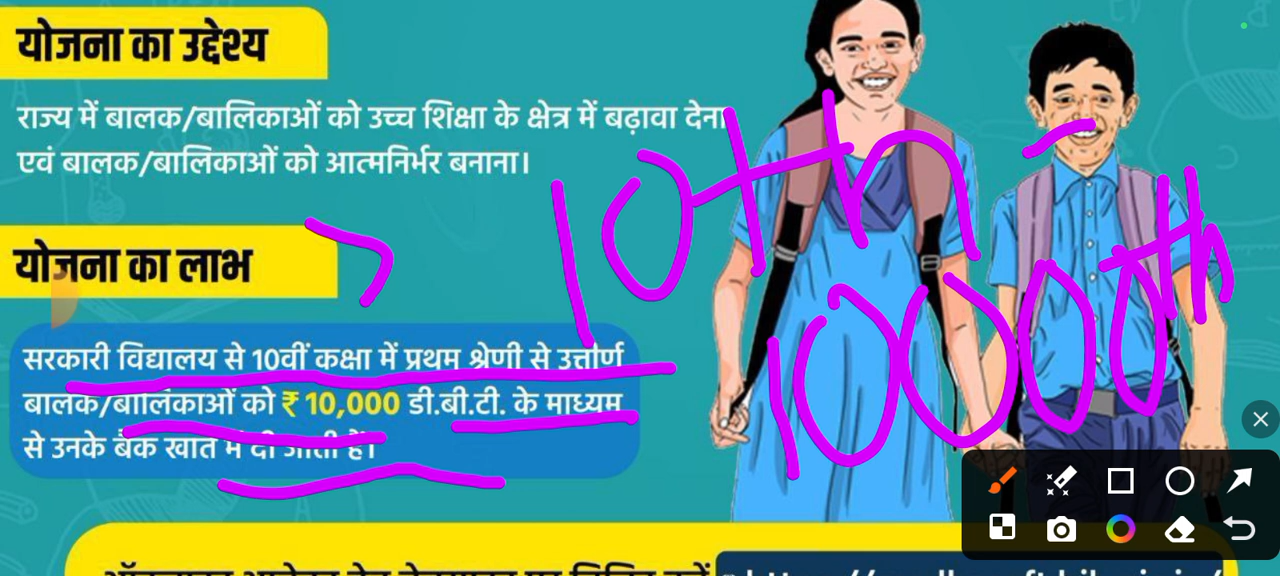 योजना का उद्देश्य
राज्य में बालक/बालिकाओं को उच्च शिक्षा के क्षेत्र में बढ़ावा देना
एवं बालक/बालिकाओं को आत्मनिर्भर बनाना।
10th
योजना का लाभ
10000th
सरकारी विद्यालय से 10वीं कक्षा में प्रथम श्रेणी से उत्तीर्ण
बालक/बालिकाओं को ₹ 10,000 डी.बी.टी. के माध्यम
से उनके बैंक खाते में दी जाती है।